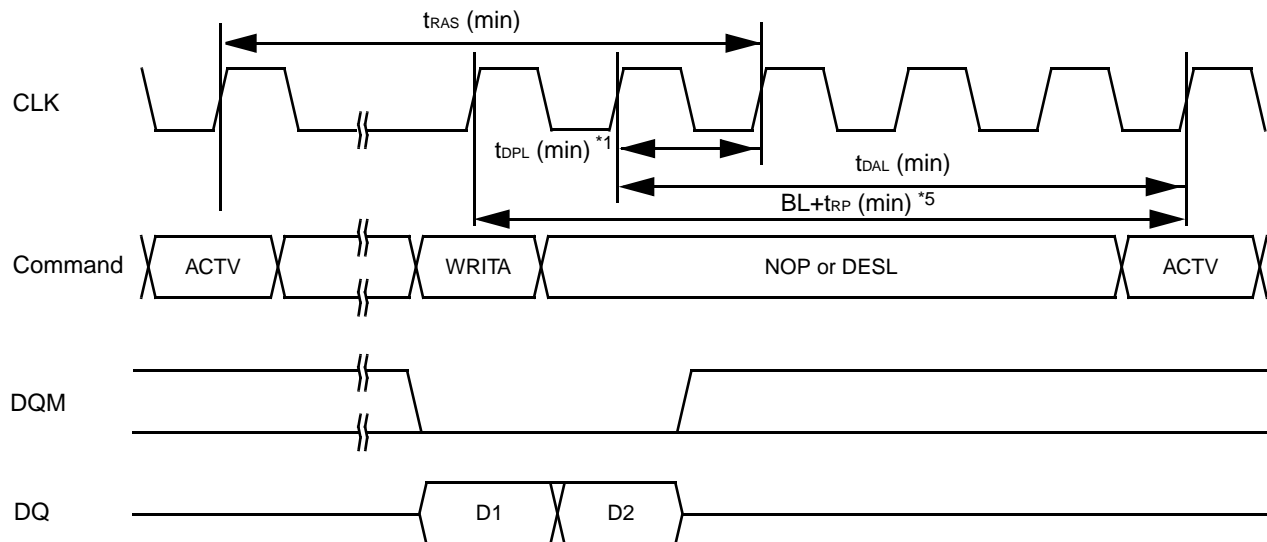 tRAS (min)
CLK
tDPL (min) *1
tDAL (min)
BL+tRP (min) *5
Command ACTV WRITA NOP or DESL ACTV
DQM
DQ D1 D2